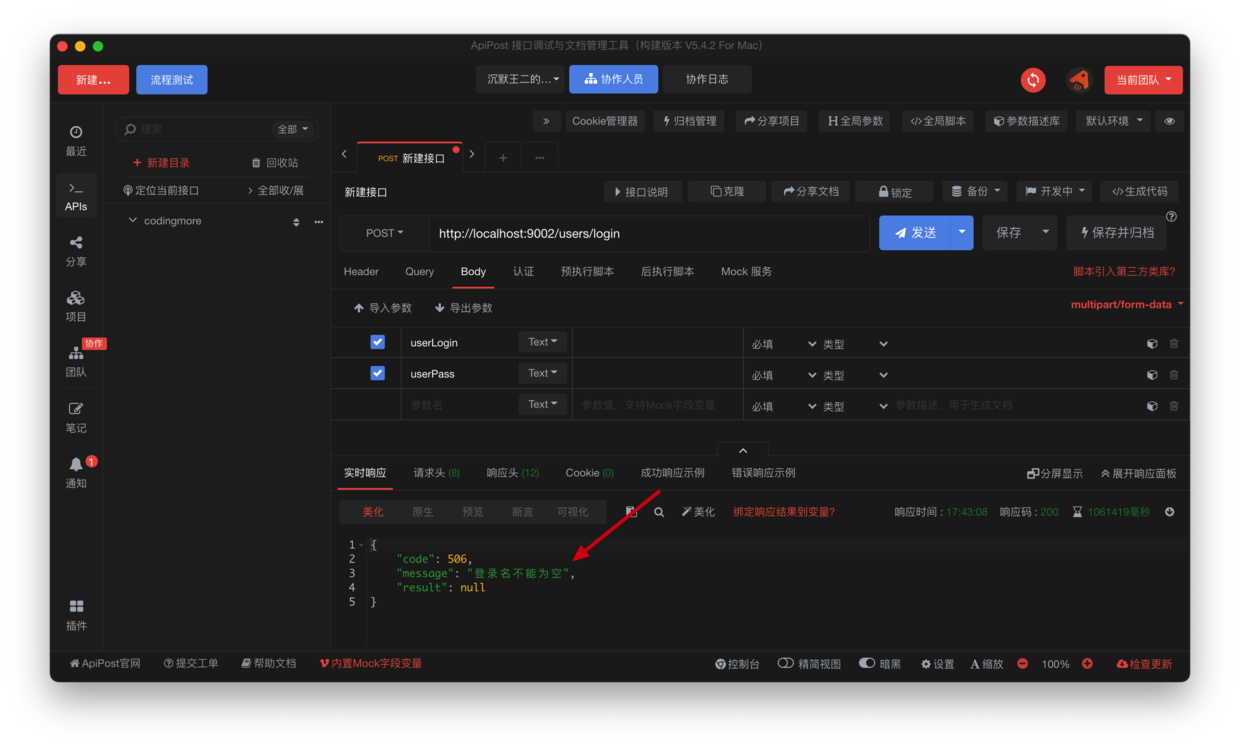 ApiPost 接口调试与文档管理工具（构建版本 V5.4.2 For Mac）
新建... 流程测试 沉默王二的... 协作人员 协作日志 当前团队
搜索 全部 » Cookie管理器 归档管理 分享项目 H全局参数 </>全局脚本 参数描述库 默认环境
最近
+ 新建目录 回收站 POST 新建接口 + ...
定位当前接口 > 全部收/展 新建接口 接口说明 克隆 分享文档 锁定 备份 开发中 </>生成代码
APIs
codingmore
POST http://localhost:9002/users/login 发送 保存 保存并归档
分享
Header Query Body 认证 预执行脚本 后执行脚本 Mock 服务 脚本引入第三方类库?
项目
导入参数 导出参数 multipart/form-data
协作
团队
userLogin Text 必填 类型
userPass Text 必填 类型
参数名 Text 参数值，支持Mock字段变量 必填 类型 参数描述，用于生成文档
笔记
1
通知
实时响应 请求头 (8) 响应头 (12) Cookie (0) 成功响应示例 错误响应示例 分屏显示 展开响应面板
美化 原生 预览 断言 可视化 美化 绑定响应结果到变量? 响应时间 : 17:43:08 响应码 : 200 1061419毫秒
1 {
2 "code": 506,
3 "message": "登录名不能为空",
4 "result": null
5 }
插件
ApiPost官网 提交工单 帮助文档 内置Mock字段变量 控制台 精简视图 暗黑 设置 A 缩放 100% 检查更新